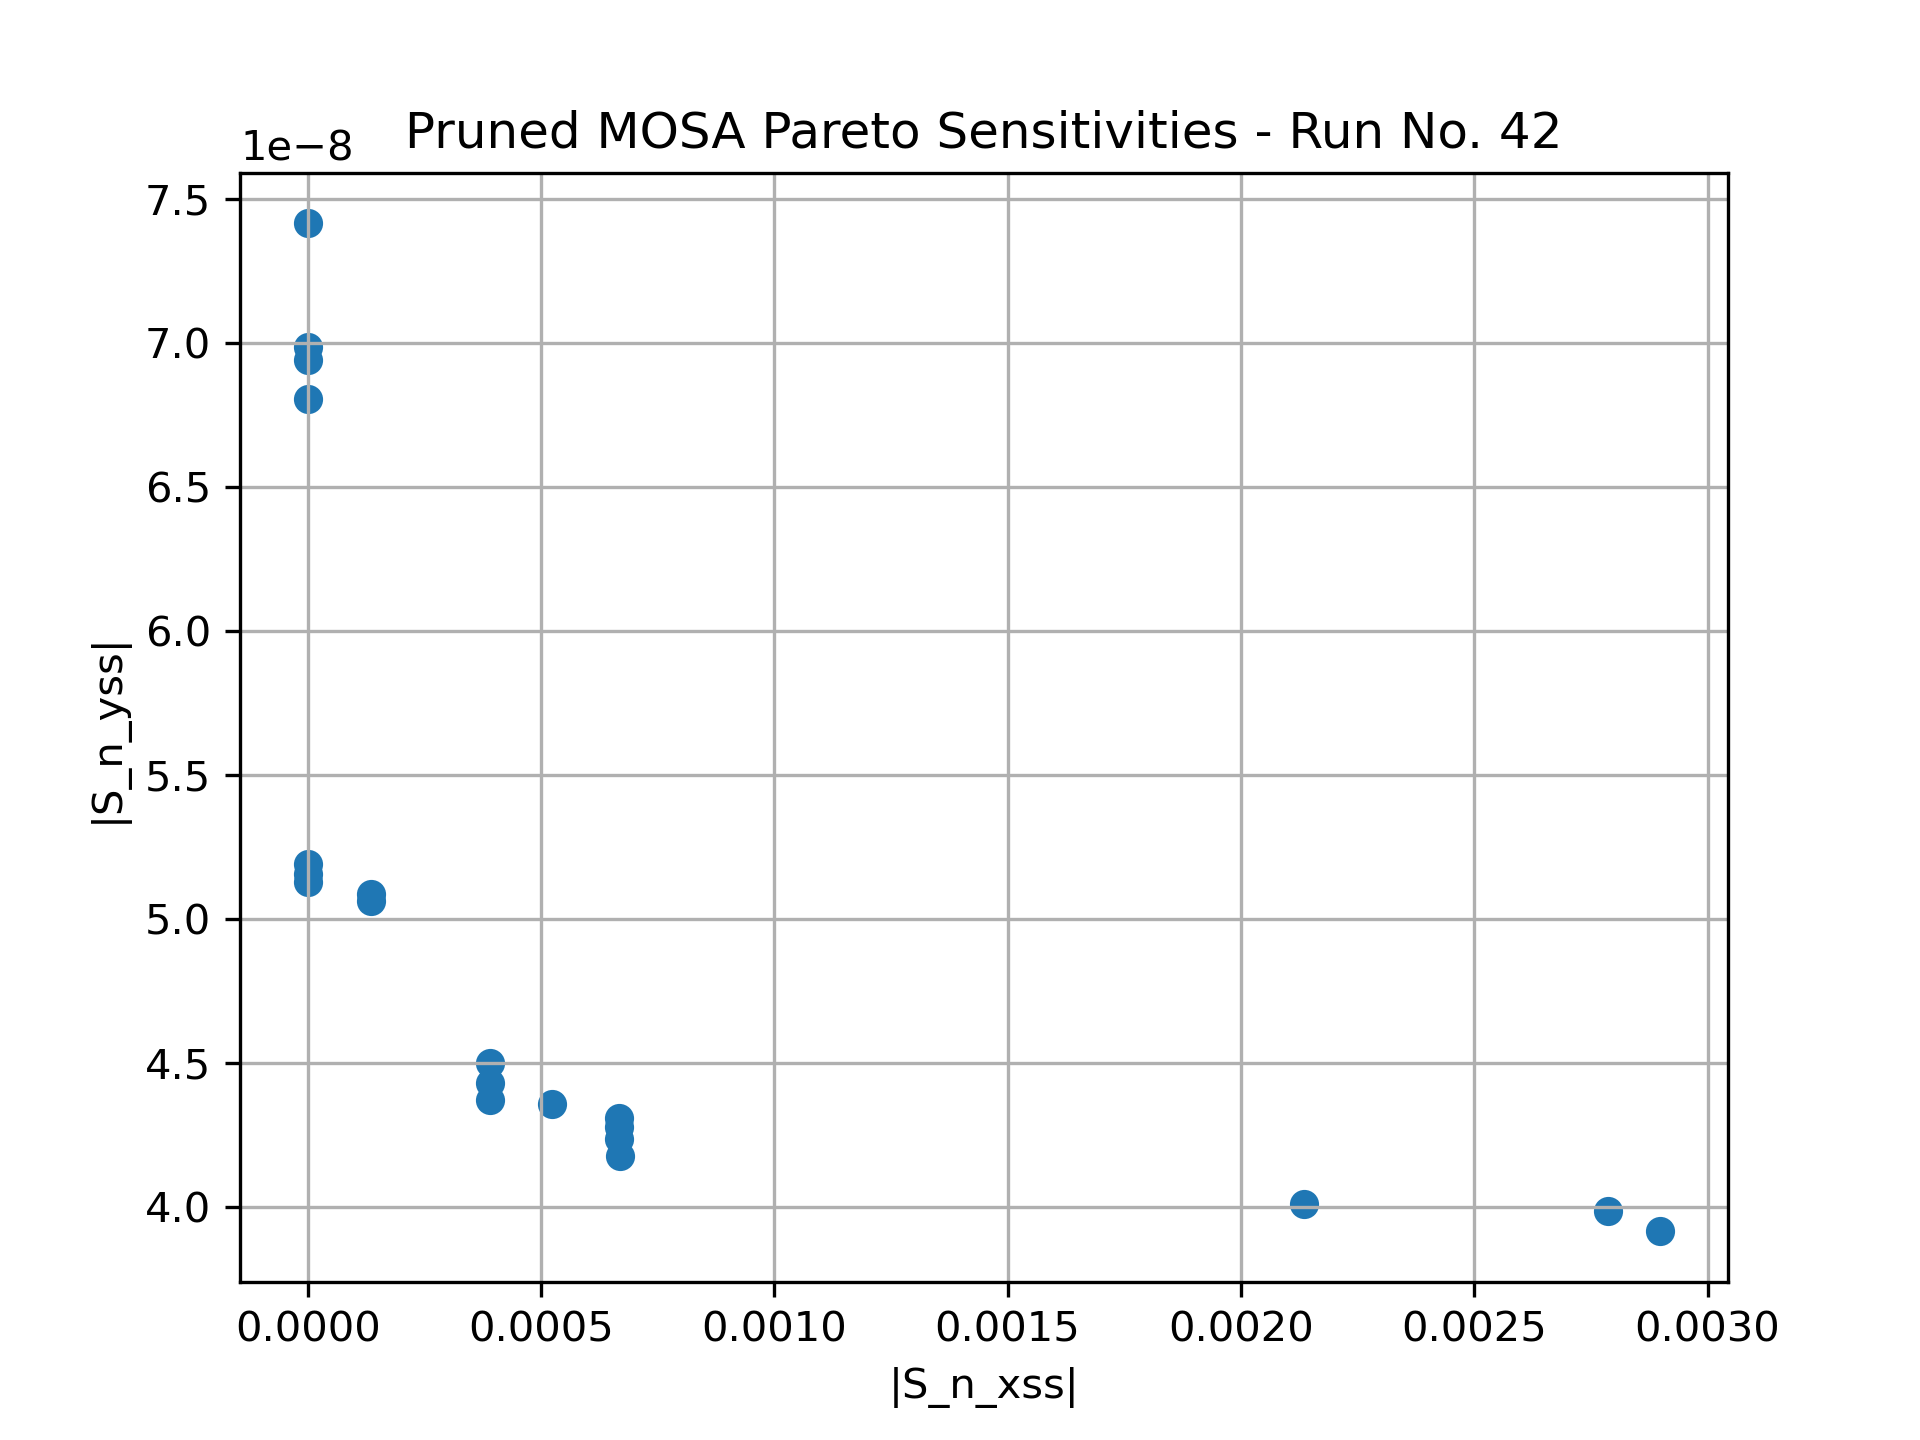 Pruned MOSA Pareto Sensitivities - Run No. 42
1e−8
7.5
7.0
6.5
6.0
5.5
5.0
4.5
4.0
|S_n_yss|
0.0000 0.0005 0.0010 0.0015 0.0020 0.0025 0.0030
|S_n_xss|